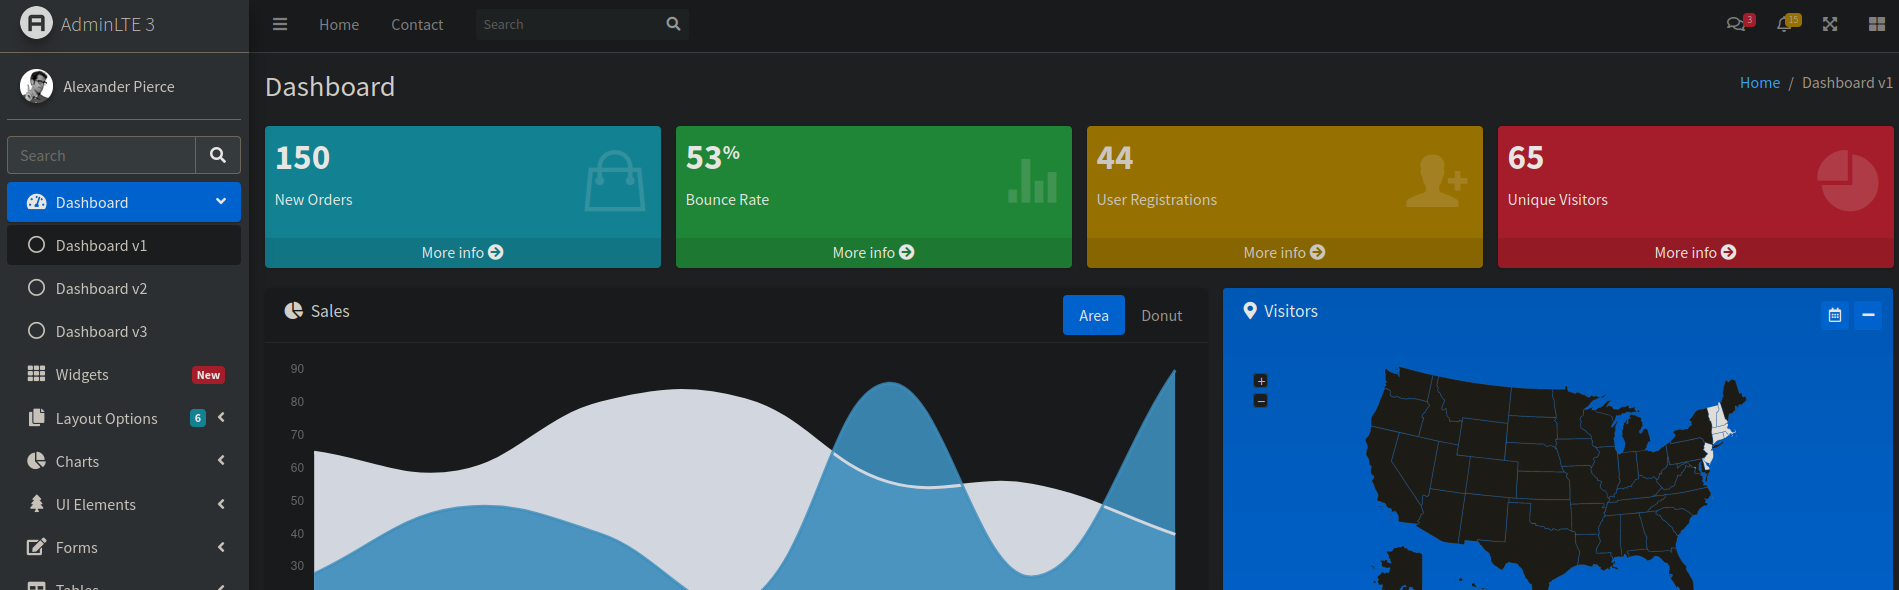 AdminLTE 3
Home
Contact
Search
3
15
Alexander Pierce
Search
Dashboard
Dashboard v1
Dashboard v2
Dashboard v3
Widgets
New
Layout Options
6
Charts
UI Elements
Forms
Tables
Dashboard
Home / Dashboard v1
150
New Orders
More info
53%
Bounce Rate
More info
44
User Registrations
More info
65
Unique Visitors
More info
Sales
Area
Donut
90
80
70
60
50
40
30
Visitors
+
−